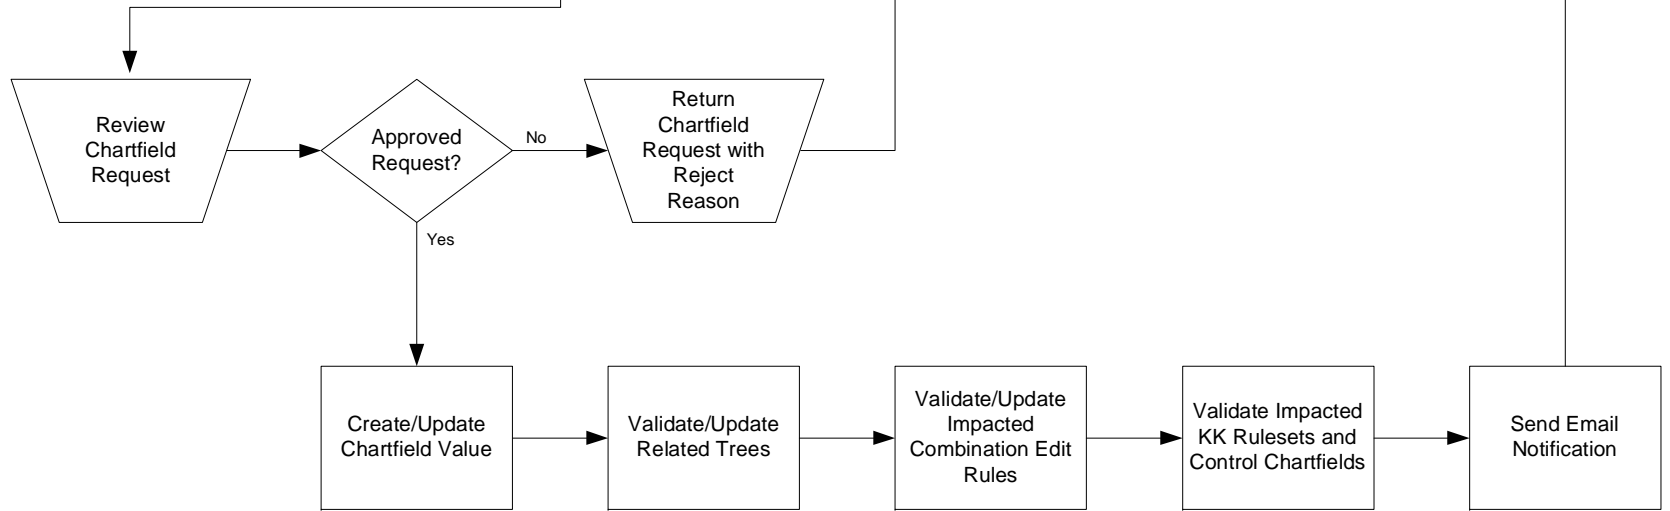 Review
Chartfield
Request
Approved
Request?
No
Return
Chartfield
Request with
Reject
Reason
Yes
Create/Update
Chartfield Value
Validate/Update
Related Trees
Validate/Update
Impacted
Combination Edit
Rules
Validate Impacted
KK Rulesets and
Control Chartfields
Send Email
Notification